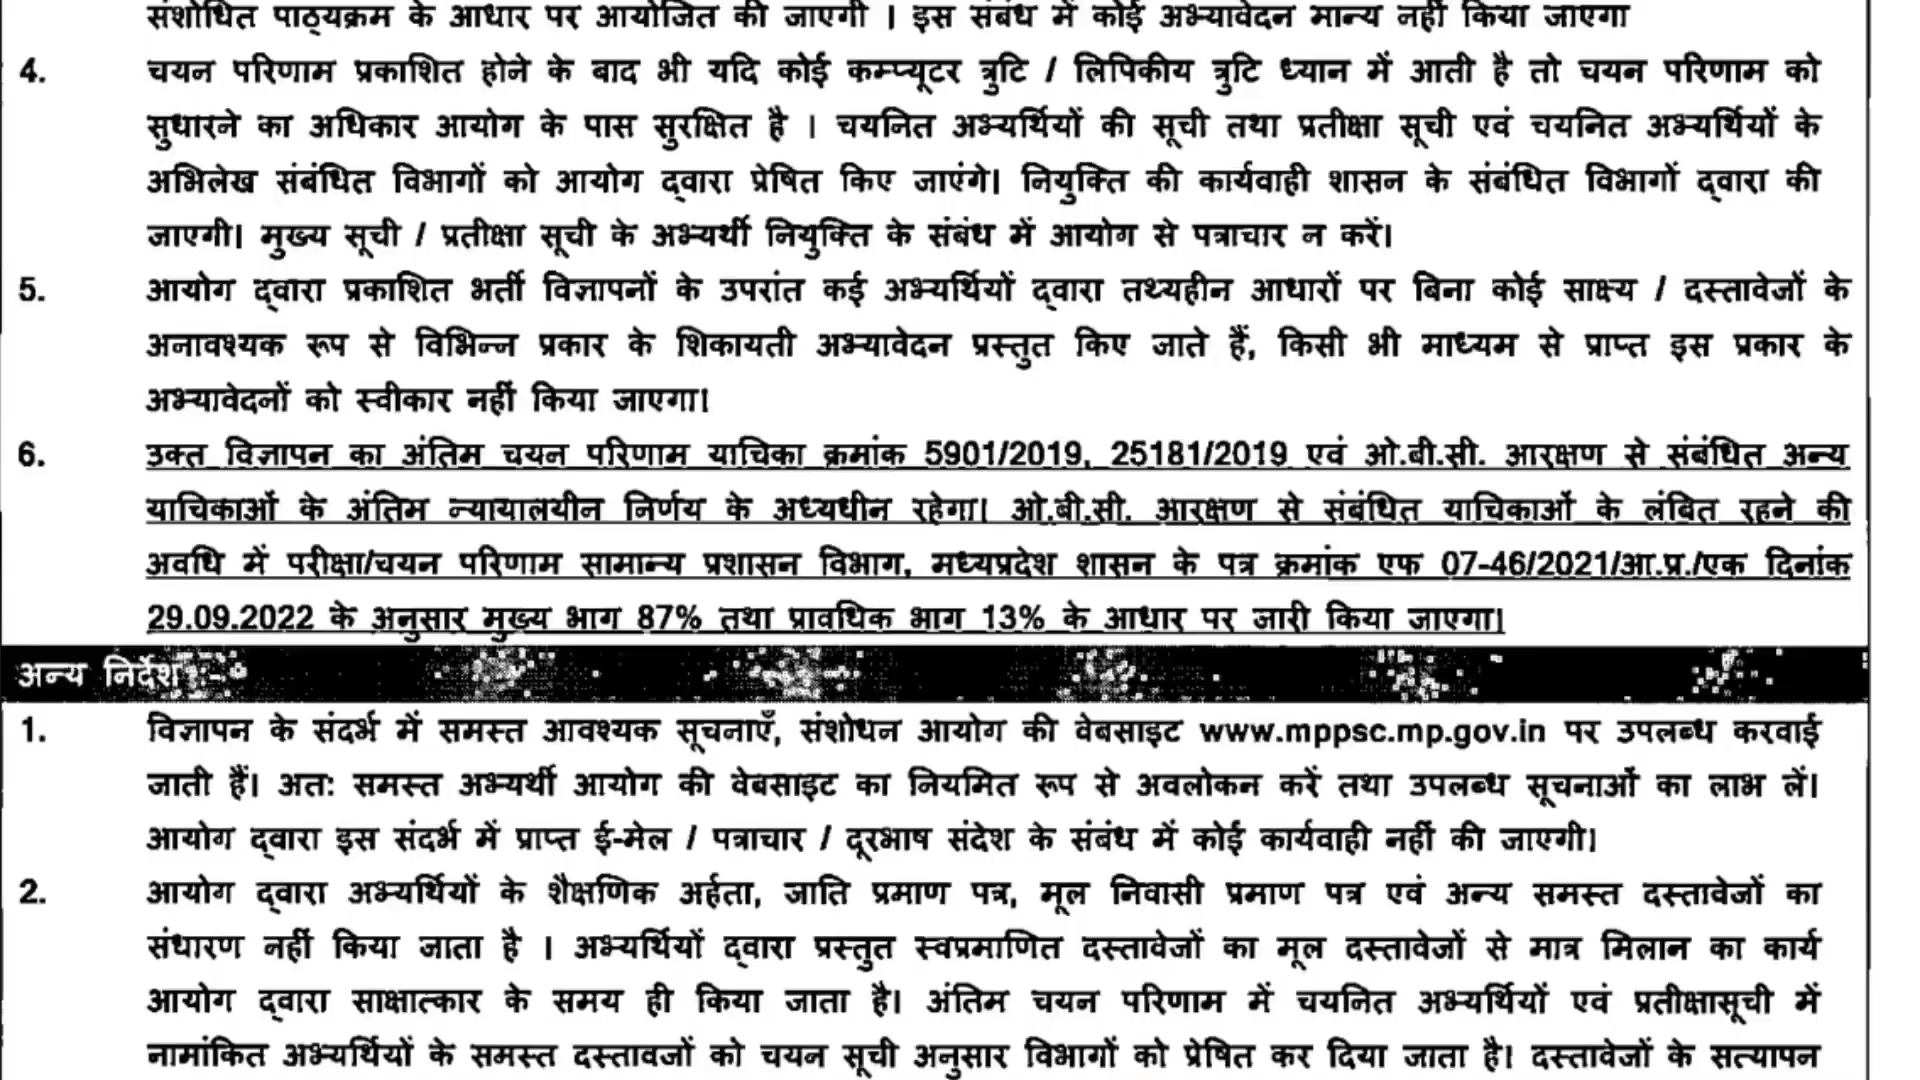 संशोधित पाठ्यक्रम के आधार पर आयोजित की जाएगी । इस संबंध में कोई अभ्यावेदन मान्य नहीं किया जाएगा
4. चयन परिणाम प्रकाशित होने के बाद भी यदि कोई कम्प्यूटर त्रुटि / लिपिकीय त्रुटि ध्यान में आती है तो चयन परिणाम को
सुधारने का अधिकार आयोग के पास सुरक्षित है । चयनित अभ्यर्थियों की सूची तथा प्रतीक्षा सूची एवं चयनित अभ्यर्थियों के
अभिलेख संबंधित विभागों को आयोग द्वारा प्रेषित किए जाएंगे। नियुक्ति की कार्यवाही शासन के संबंधित विभागों द्वारा की
जाएगी। मुख्य सूची / प्रतीक्षा सूची के अभ्यर्थी नियुक्ति के संबंध में आयोग से पत्राचार न करें।
5. आयोग द्वारा प्रकाशित भर्ती विज्ञापनों के उपरांत कई अभ्यर्थियों द्वारा तथ्यहीन आधारों पर बिना कोई साक्ष्य / दस्तावेजों के
अनावश्यक रूप से विभिन्न प्रकार के शिकायती अभ्यावेदन प्रस्तुत किए जाते हैं, किसी भी माध्यम से प्राप्त इस प्रकार के
अभ्यावेदनों को स्वीकार नहीं किया जाएगा।
6. उक्त विज्ञापन का अंतिम चयन परिणाम याचिका क्रमांक 5901/2019, 25181/2019 एवं ओ.बी.सी. आरक्षण से संबंधित अन्य
याचिकाओं के अंतिम न्यायालयीन निर्णय के अध्यधीन रहेगा। ओ.बी.सी. आरक्षण से संबंधित याचिकाओं के लंबित रहने की
अवधि में परीक्षा/चयन परिणाम सामान्य प्रशासन विभाग, मध्यप्रदेश शासन के पत्र क्रमांक एफ 07-46/2021/आ.प्र./एक दिनांक
29.09.2022 के अनुसार मुख्य भाग 87% तथा प्रावधिक भाग 13% के आधार पर जारी किया जाएगा।
अन्य निर्देश :-
1. विज्ञापन के संदर्भ में समस्त आवश्यक सूचनाएँ, संशोधन आयोग की वेबसाइट www.mppsc.mp.gov.in पर उपलब्ध करवाई
जाती हैं। अत: समस्त अभ्यर्थी आयोग की वेबसाइट का नियमित रूप से अवलोकन करें तथा उपलब्ध सूचनाओं का लाभ लें।
आयोग द्वारा इस संदर्भ में प्राप्त ई-मेल / पत्राचार / दूरभाष संदेश के संबंध में कोई कार्यवाही नहीं की जाएगी।
2. आयोग द्वारा अभ्यर्थियों के शैक्षणिक अर्हता, जाति प्रमाण पत्र, मूल निवासी प्रमाण पत्र एवं अन्य समस्त दस्तावेजों का
संधारण नहीं किया जाता है । अभ्यर्थियों द्वारा प्रस्तुत स्वप्रमाणित दस्तावेजों का मूल दस्तावेजों से मात्र मिलान का कार्य
आयोग द्वारा साक्षात्कार के समय ही किया जाता है। अंतिम चयन परिणाम में चयनित अभ्यर्थियों एवं प्रतीक्षासूची में
नामांकित अभ्यर्थियों के समस्त दस्तावजों को चयन सूची अनुसार विभागों को प्रेषित कर दिया जाता है। दस्तावेजों के सत्यापन